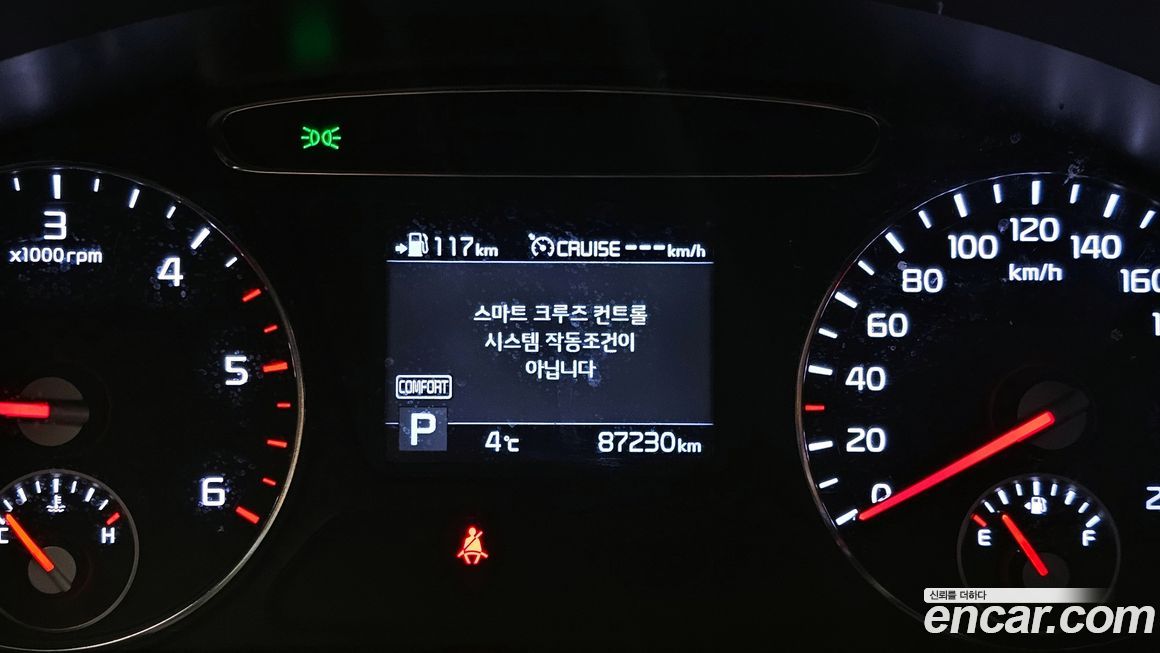 3
x1000rpm
4
5
6
C
H
117km
CRUISE ---km/h
스마트 크루즈 컨트롤
시스템 작동조건이
아닙니다
COMFORT
P
4℃
87230km
0
20
40
60
80
100
120
140
160
km/h
E
F
신뢰를 더하다
encar.com